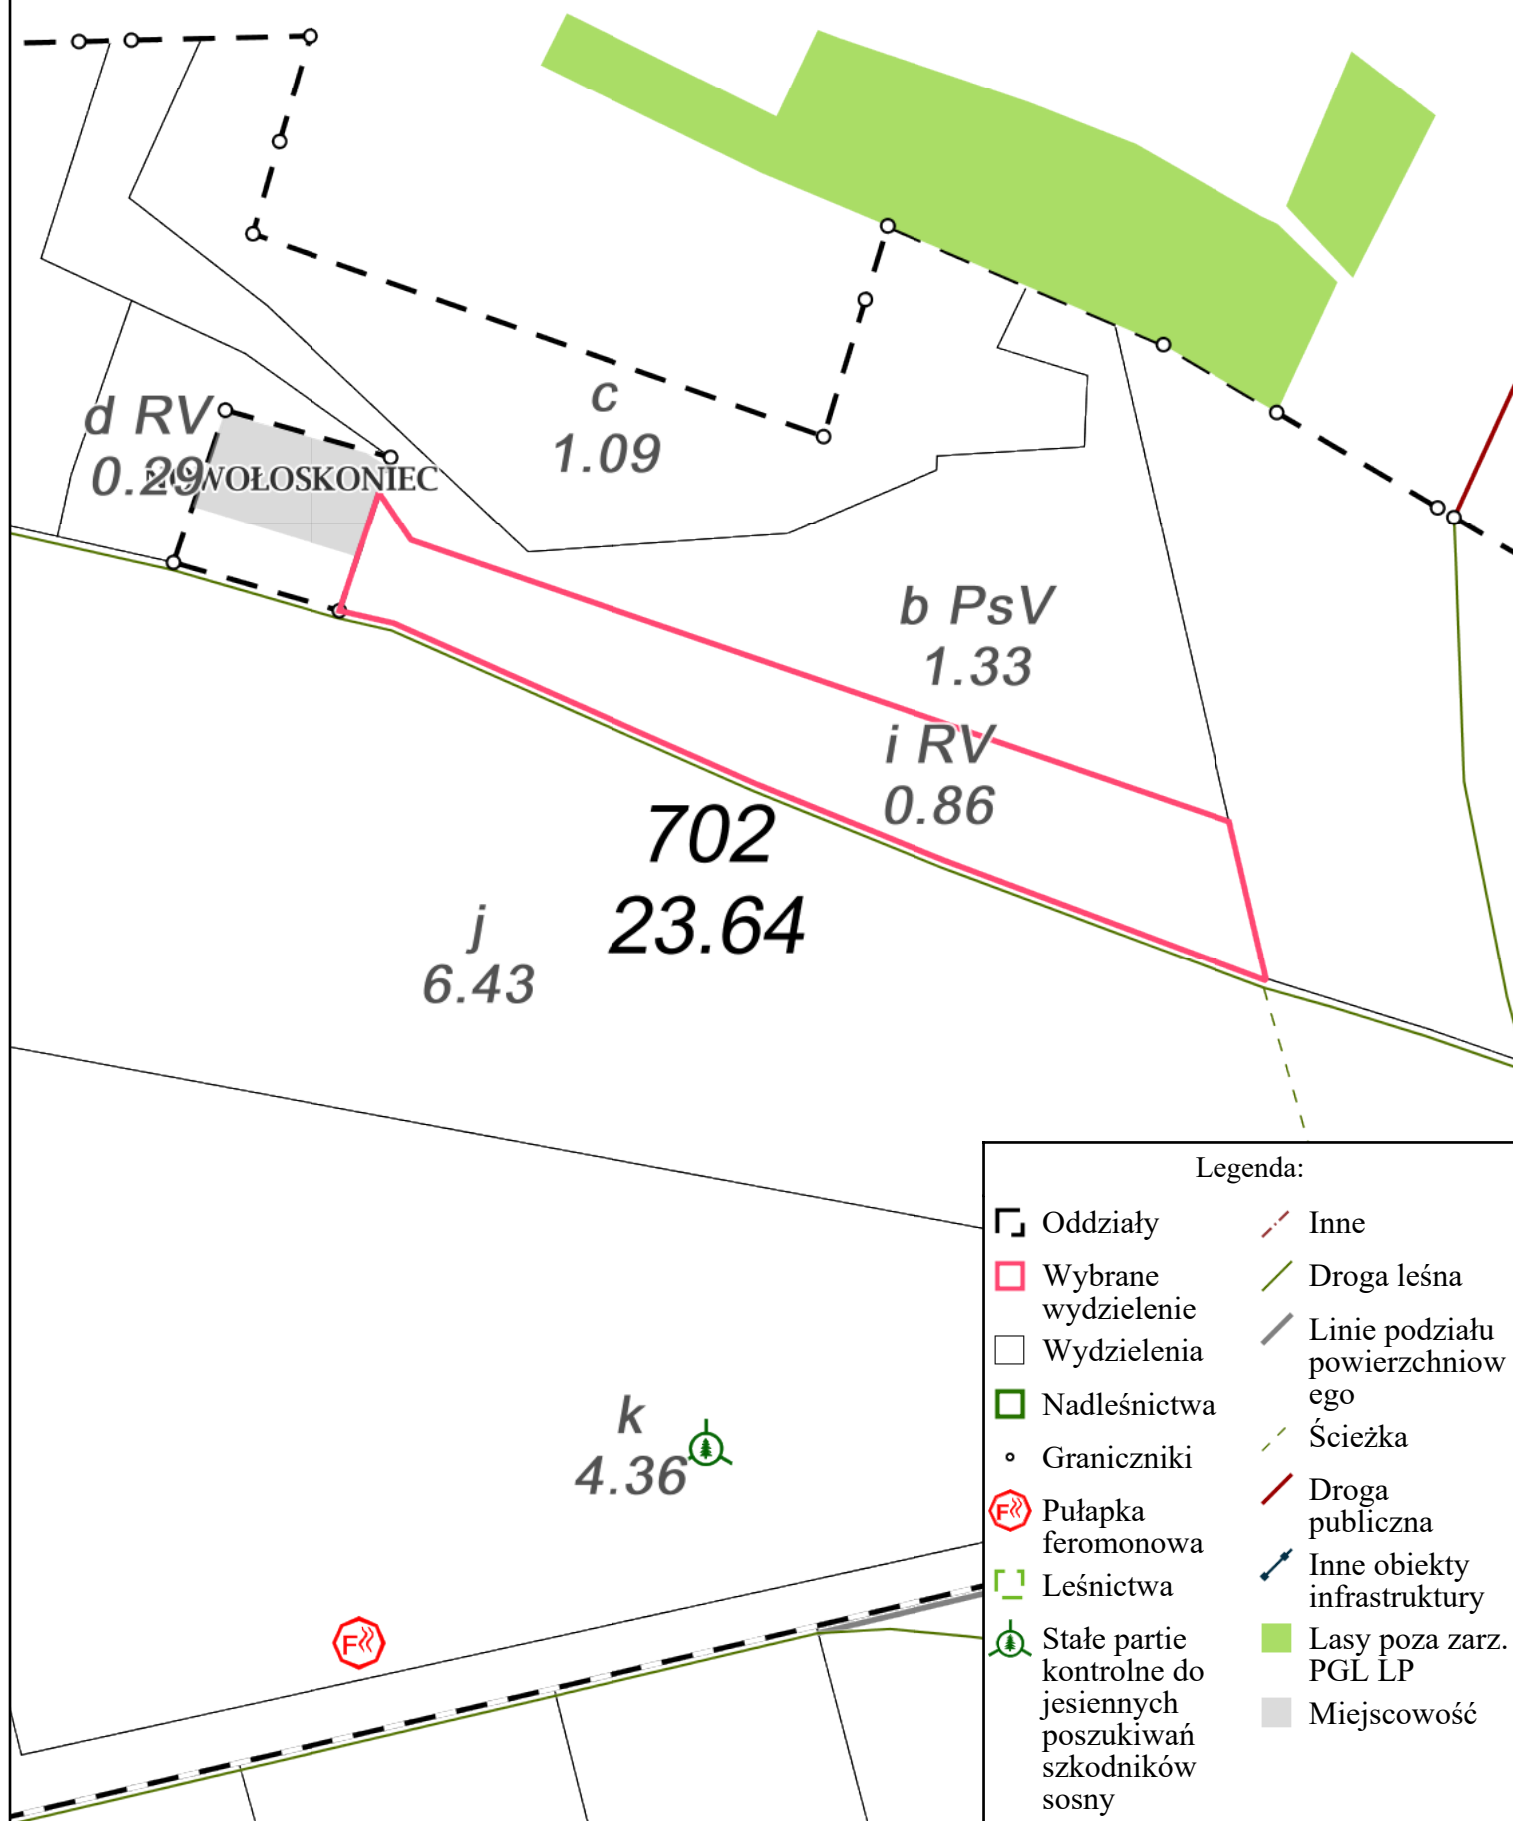 c
1.09
d RV
0.29
NOWOŁOSKONIEC
b PsV
1.33
i RV
0.86
702
23.64
j
6.43
k
4.36
F
Legenda:
Oddziały
Wybrane
wydzielenie
Wydzielenia
Nadleśnictwa
Graniczniki
F
Pułapka
feromonowa
Leśnictwa
Stałe partie
kontrolne do
jesiennych
poszukiwań
szkodników
sosny
Inne
Droga leśna
Linie podziału
powierzchniow
ego
Ścieżka
Droga
publiczna
Inne obiekty
infrastruktury
Lasy poza zarz.
PGL LP
Miejscowość